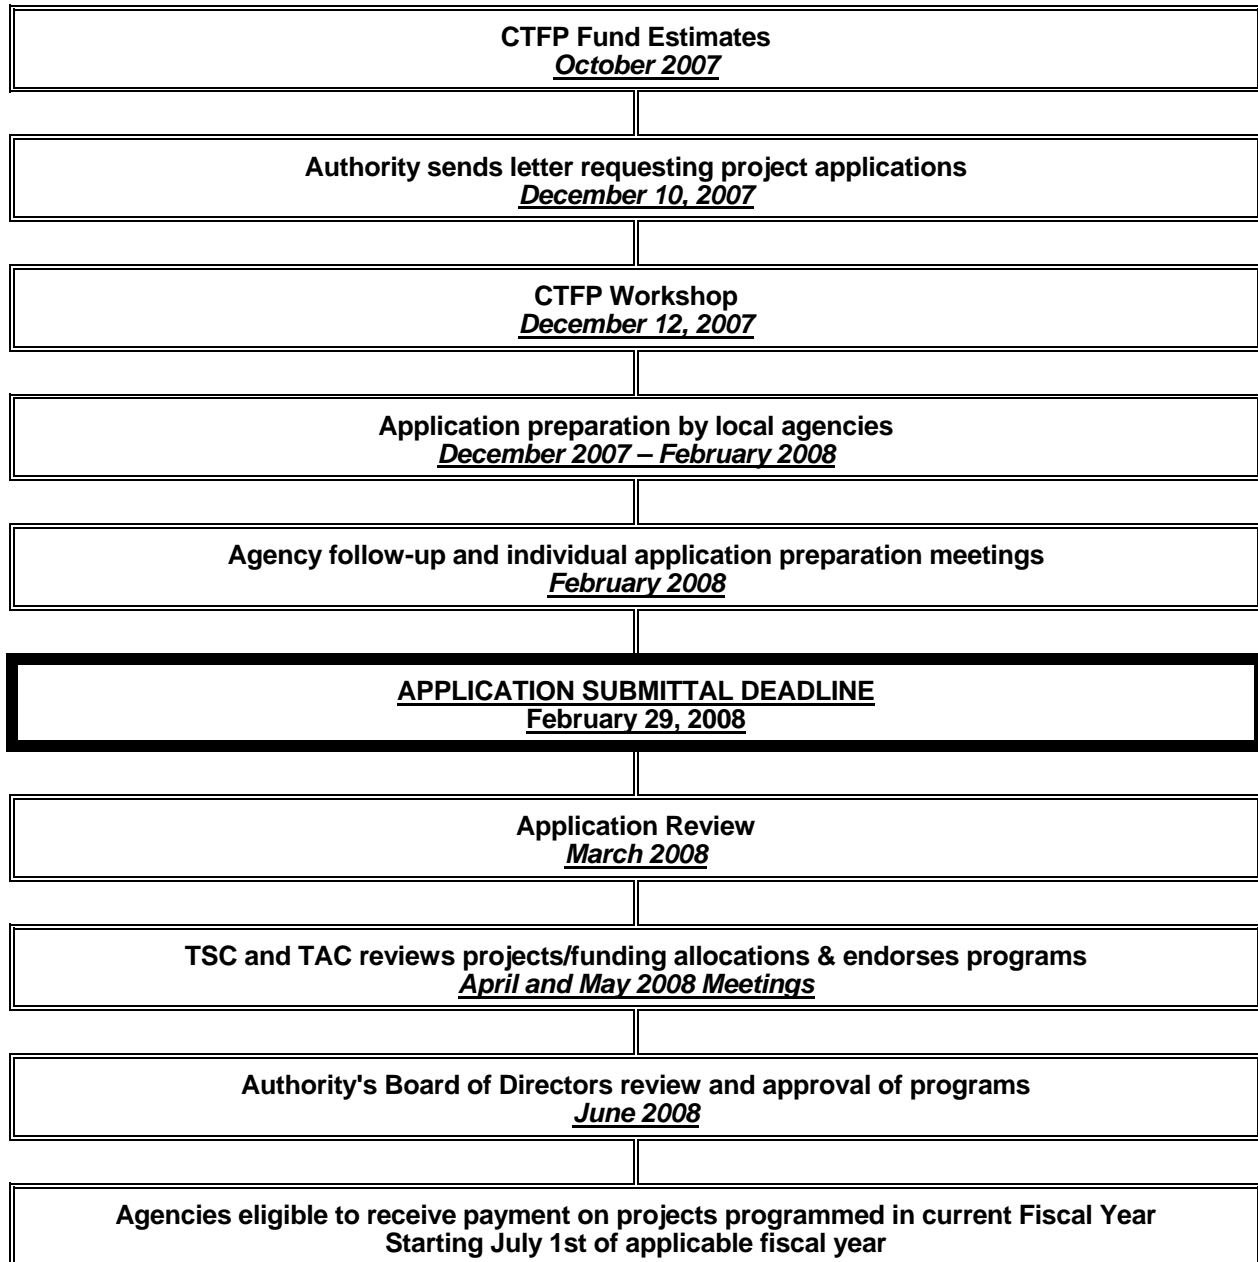 CTFP Fund Estimates
October 2007
Authority sends letter requesting project applications
December 10, 2007
CTFP Workshop
December 12, 2007
Application preparation by local agencies
December 2007 – February 2008
Agency follow-up and individual application preparation meetings
February 2008
APPLICATION SUBMITTAL DEADLINE
February 29, 2008
Application Review
March 2008
TSC and TAC reviews projects/funding allocations & endorses programs
April and May 2008 Meetings
Authority's Board of Directors review and approval of programs
June 2008
Agencies eligible to receive payment on projects programmed in current Fiscal Year
Starting July 1st of applicable fiscal year